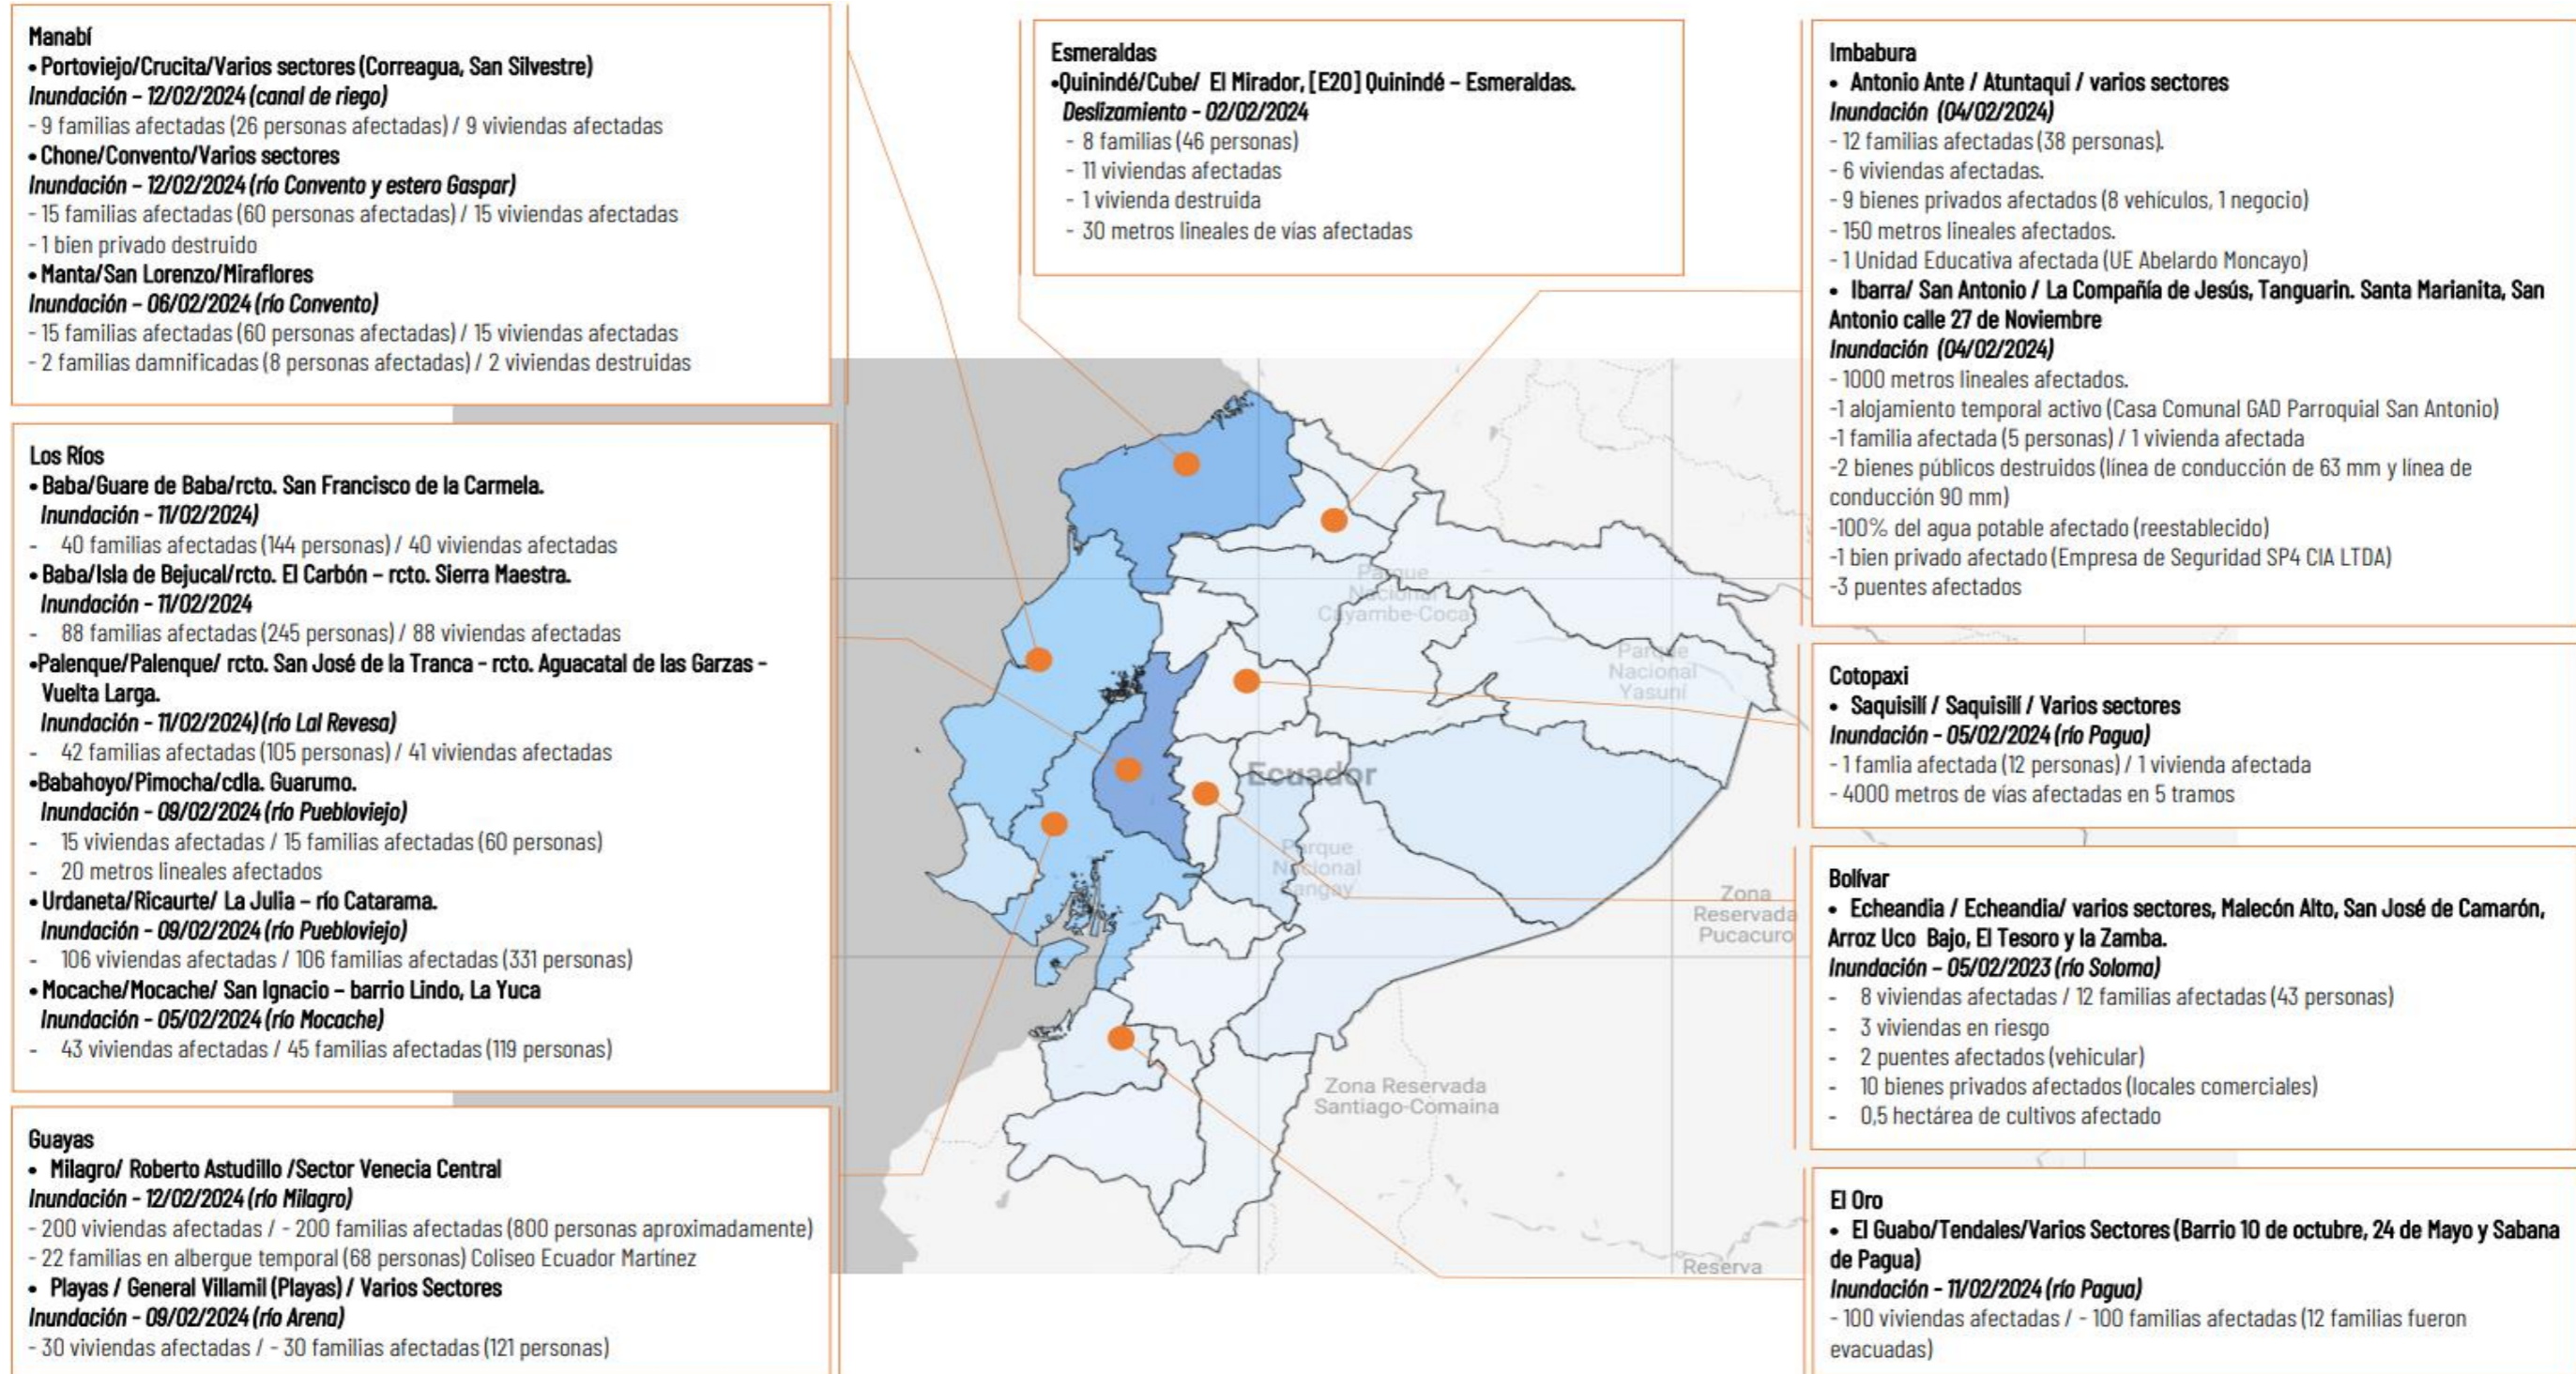 Manabí
• Portoviejo/Crucita/Varios sectores (Correagua, San Silvestre)
Inundación – 12/02/2024 (canal de riego)
- 9 familias afectadas (26 personas afectadas) / 9 viviendas afectadas
• Chone/Convento/Varios sectores
Inundación – 12/02/2024 (río Convento y estero Gaspar)
- 15 familias afectadas (60 personas afectadas) / 15 viviendas afectadas
- 1 bien privado destruido
• Manta/San Lorenzo/Miraflores
Inundación – 06/02/2024 (río Convento)
- 15 familias afectadas (60 personas afectadas) / 15 viviendas afectadas
- 2 familias damnificadas (8 personas afectadas) / 2 viviendas destruidas
Los Ríos
• Baba/Guare de Baba/rcto. San Francisco de la Carmela.
Inundación - 11/02/2024)
- 40 familias afectadas (144 personas) / 40 viviendas afectadas
• Baba/Isla de Bejucal/rcto. El Carbón – rcto. Sierra Maestra.
Inundación - 11/02/2024
- 88 familias afectadas (245 personas) / 88 viviendas afectadas
•Palenque/Palenque/ rcto. San José de la Tranca - rcto. Aguacatal de las Garzas -
Vuelta Larga.
Inundación - 11/02/2024) (río Lal Revesa)
- 42 familias afectadas (105 personas) / 41 viviendas afectadas
•Babahoyo/Pimocha/cdla. Guarumo.
Inundación - 09/02/2024 (río Puebloviejo)
- 15 viviendas afectadas / 15 familias afectadas (60 personas)
- 20 metros lineales afectados
• Urdaneta/Ricaurte/ La Julia – río Catarama.
Inundación - 09/02/2024 (río Puebloviejo)
- 106 viviendas afectadas / 106 familias afectadas (331 personas)
• Mocache/Mocache/ San Ignacio – barrio Lindo, La Yuca
Inundación - 05/02/2024 (río Mocache)
- 43 viviendas afectadas / 45 familias afectadas (119 personas)
Guayas
• Milagro/ Roberto Astudillo /Sector Venecia Central
Inundación - 12/02/2024 (río Milagro)
- 200 viviendas afectadas / - 200 familias afectadas (800 personas aproximadamente)
- 22 familias en albergue temporal (68 personas) Coliseo Ecuador Martínez
• Playas / General Villamil (Playas) / Varios Sectores
Inundación - 09/02/2024 (río Arena)
- 30 viviendas afectadas / - 30 familias afectadas (121 personas)
Esmeraldas
•Quinindé/Cube/ El Mirador, [E20] Quinindé – Esmeraldas.
Deslizamiento - 02/02/2024
- 8 familias (46 personas)
- 11 viviendas afectadas
- 1 vivienda destruida
- 30 metros lineales de vías afectadas
Parque
Nacional
Cayambe-Coca
Parque
Nacional
Yasuní
Ecuador
Parque
Nacional
Sangay
Zona
Reservada
Pucacuro
Zona Reservada
Santiago-Comaina
Reserva
Imbabura
• Antonio Ante / Atuntaqui / varios sectores
Inundación (04/02/2024)
- 12 familias afectadas (38 personas).
- 6 viviendas afectadas.
- 9 bienes privados afectados (8 vehículos, 1 negocio)
- 150 metros lineales afectados.
- 1 Unidad Educativa afectada (UE Abelardo Moncayo)
• Ibarra/ San Antonio / La Compañía de Jesús, Tanguarin. Santa Marianita, San
Antonio calle 27 de Noviembre
Inundación (04/02/2024)
- 1000 metros lineales afectados.
-1 alojamiento temporal activo (Casa Comunal GAD Parroquial San Antonio)
-1 familia afectada (5 personas) / 1 vivienda afectada
-2 bienes públicos destruidos (línea de conducción de 63 mm y línea de
conducción 90 mm)
-100% del agua potable afectado (reestablecido)
-1 bien privado afectado (Empresa de Seguridad SP4 CIA LTDA)
-3 puentes afectados
Cotopaxi
• Saquisilí / Saquisilí / Varios sectores
Inundación - 05/02/2024 (río Pagua)
- 1 famlia afectada (12 personas) / 1 vivienda afectada
- 4000 metros de vías afectadas en 5 tramos
Bolívar
• Echeandia / Echeandia/ varios sectores, Malecón Alto, San José de Camarón,
Arroz Uco Bajo, El Tesoro y la Zamba.
Inundación – 05/02/2023 (río Soloma)
- 8 viviendas afectadas / 12 familias afectadas (43 personas)
- 3 viviendas en riesgo
- 2 puentes afectados (vehicular)
- 10 bienes privados afectados (locales comerciales)
- 0,5 hectárea de cultivos afectado
El Oro
• El Guabo/Tendales/Varios Sectores (Barrio 10 de octubre, 24 de Mayo y Sabana
de Pagua)
Inundación - 11/02/2024 (río Pagua)
- 100 viviendas afectadas / - 100 familias afectadas (12 familias fueron
evacuadas)